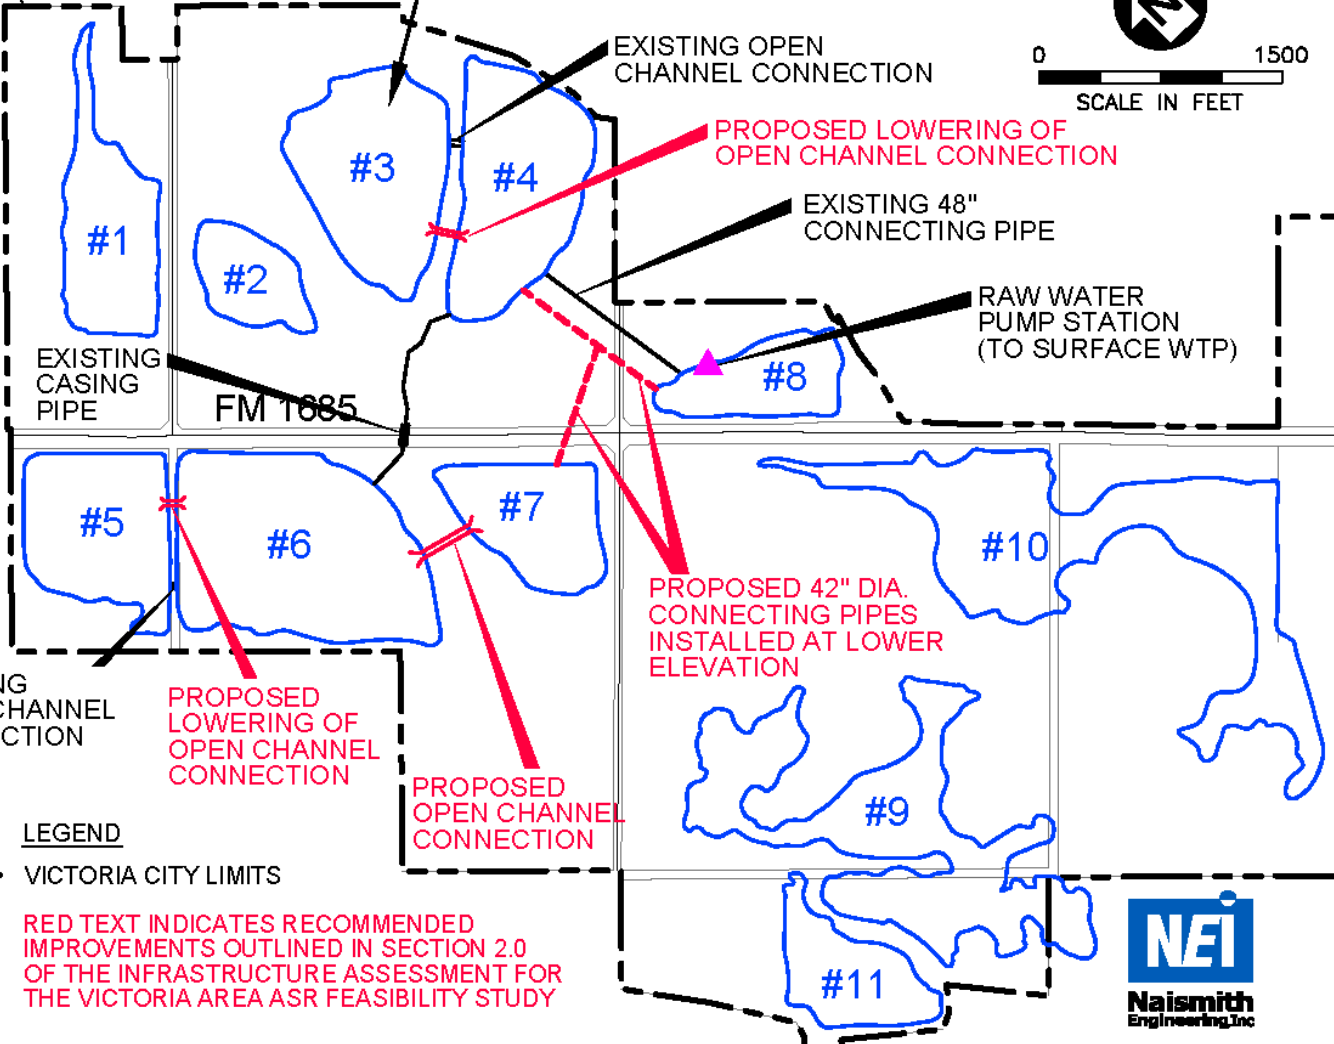 EXISTING OPEN
CHANNEL CONNECTION
0 1500
SCALE IN FEET
PROPOSED LOWERING OF
OPEN CHANNEL CONNECTION
#3
#4
EXISTING 48"
CONNECTING PIPE
#1
#2
RAW WATER
PUMP STATION
(TO SURFACE WTP)
EXISTING
CASING
PIPE
#8
FM 1685
#5
#6
#7
#10
PROPOSED 42" DIA.
CONNECTING PIPES
INSTALLED AT LOWER
ELEVATION
NG
CHANNEL
CTION
PROPOSED
LOWERING OF
OPEN CHANNEL
CONNECTION
PROPOSED
OPEN CHANNEL
CONNECTION
#9
LEGEND
VICTORIA CITY LIMITS
RED TEXT INDICATES RECOMMENDED
IMPROVEMENTS OUTLINED IN SECTION 2.0
OF THE INFRASTRUCTURE ASSESSMENT FOR
THE VICTORIA AREA ASR FEASIBILITY STUDY
#11
NEi
Naismith
Engineering,Inc